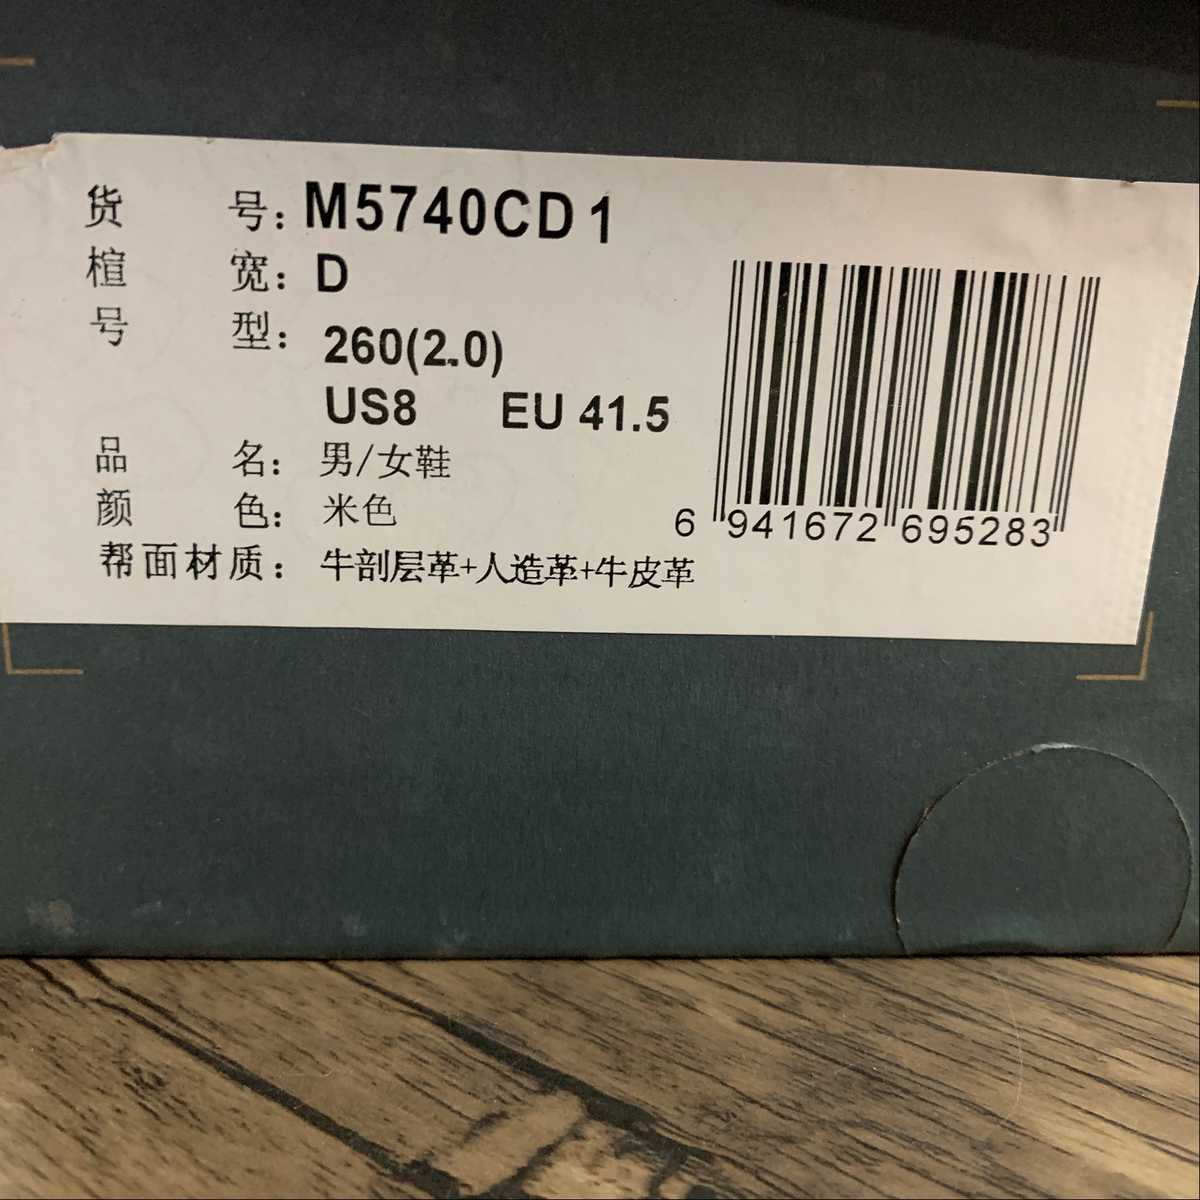 货 号：M5740CD1
楦 宽：D
号 型：260(2.0)
US8 EU 41.5
品 名：男/女鞋
颜 色：米色
帮面材质：牛剖层革+人造革+牛皮革
6 941672 695283